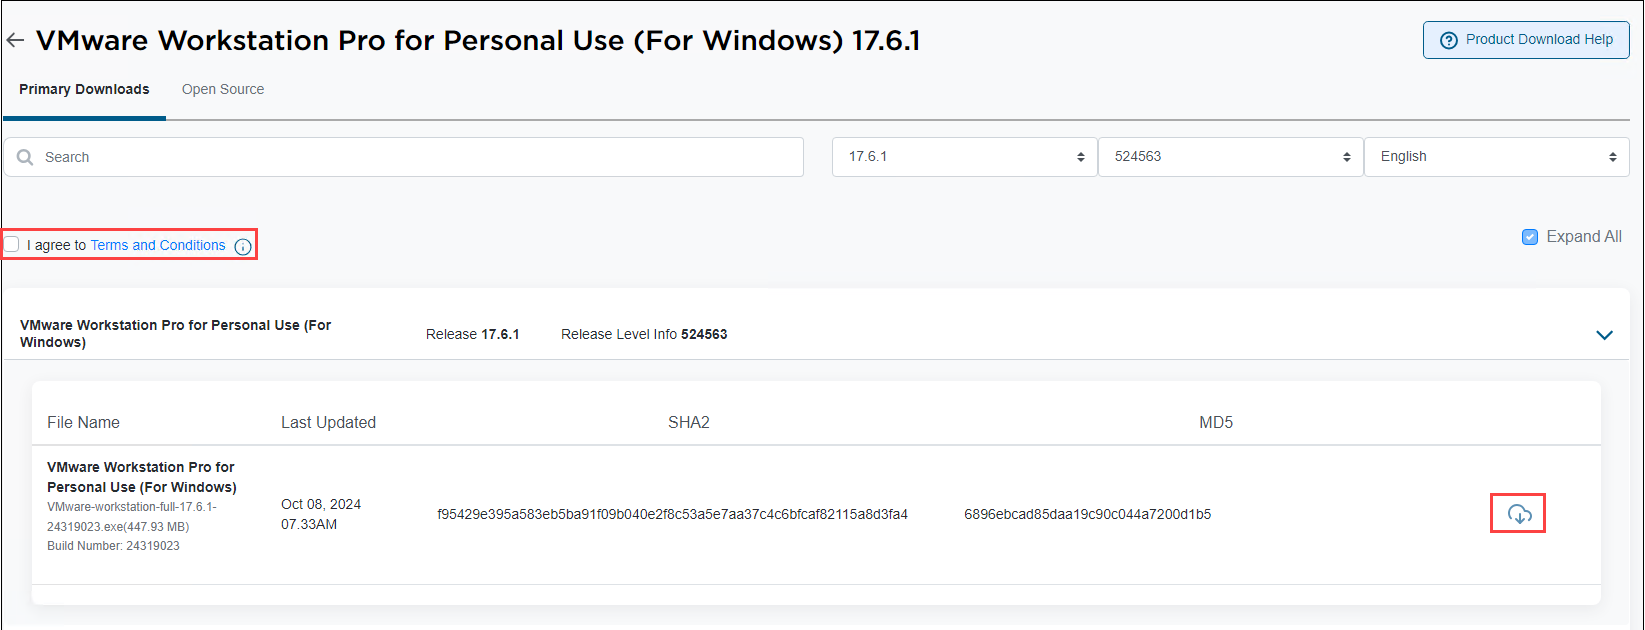 VMware Workstation Pro for Personal Use (For Windows) 17.6.1
Product Download Help
Primary Downloads
Open Source
Search
17.6.1
524563
English
I agree to Terms and Conditions
Expand All
VMware Workstation Pro for Personal Use (For
Windows)
Release 17.6.1
Release Level Info 524563
File Name
Last Updated
SHA2
MD5
VMware Workstation Pro for
Personal Use (For Windows)
VMware-workstation-full-17.6.1-
24319023.exe(447.93 MB)
Build Number: 24319023
Oct 08, 2024
07.33AM
f95429e395a583eb5ba91f09b040e2f8c53a5e7aa37c4c6bfcaf82115a8d3fa4
6896ebcad85daa19c90c044a7200d1b5